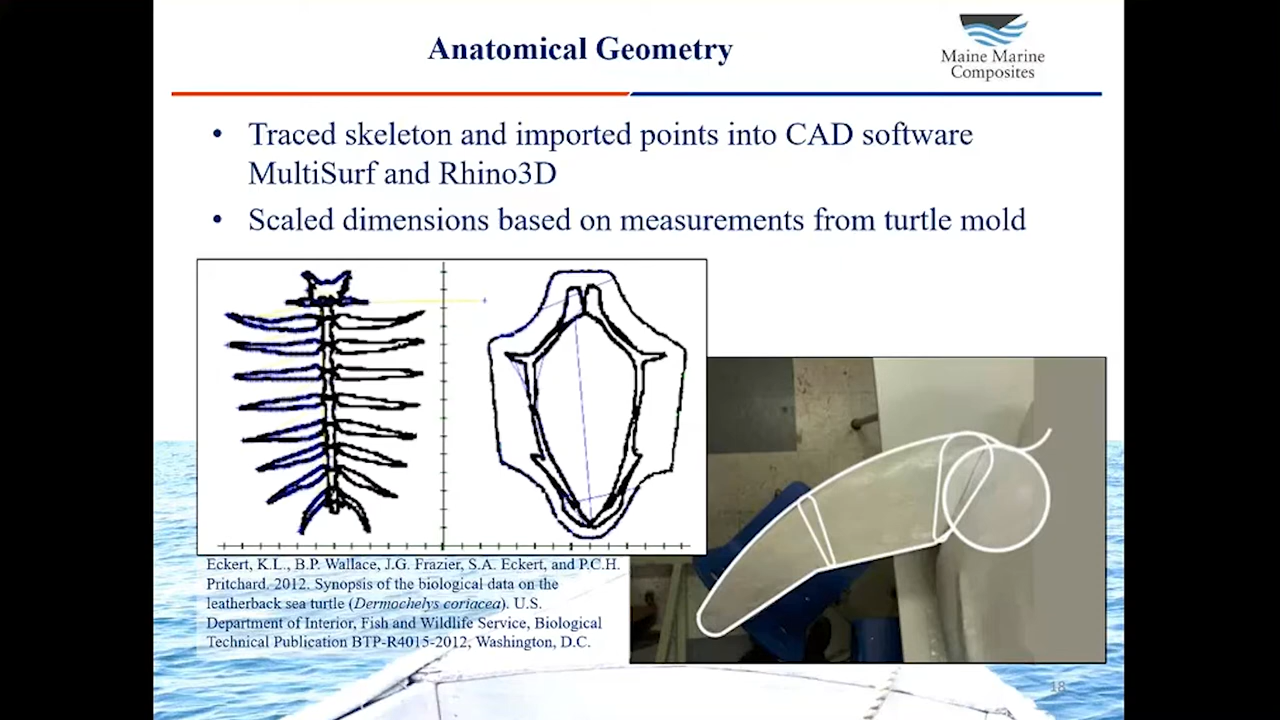 Anatomical Geometry
Maine Marine
Composites
• Traced skeleton and imported points into CAD software
MultiSurf and Rhino3D
• Scaled dimensions based on measurements from turtle mold
Eckert, K.L., B.P. Wallace, J.G. Frazier, S.A. Eckert, and P.C.H.
Pritchard. 2012. Synopsis of the biological data on the
leatherback sea turtle (Dermochelys coriacea). U.S.
Department of Interior, Fish and Wildlife Service, Biological
Technical Publication BTP-R4015-2012, Washington, D.C.
18